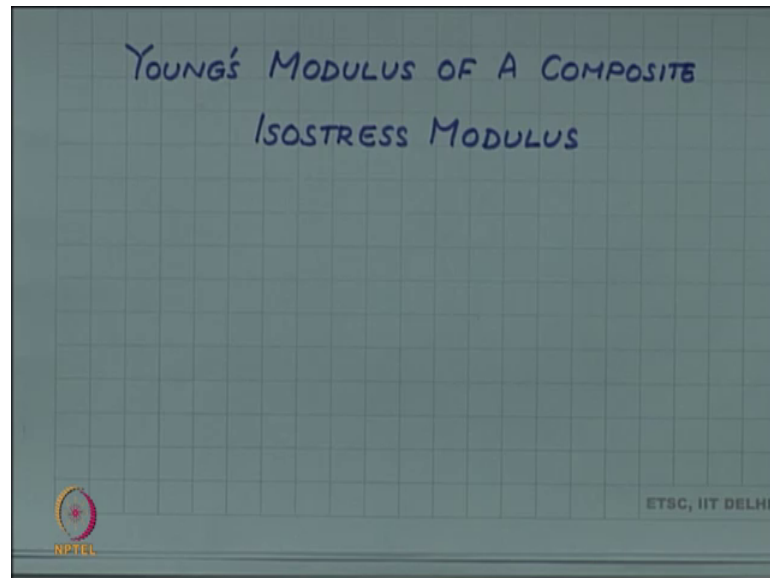 YOUNG'S MODULUS OF A COMPOSITE
ISOSTRESS MODULUS
ETSC, IIT DELHI
NPTEL